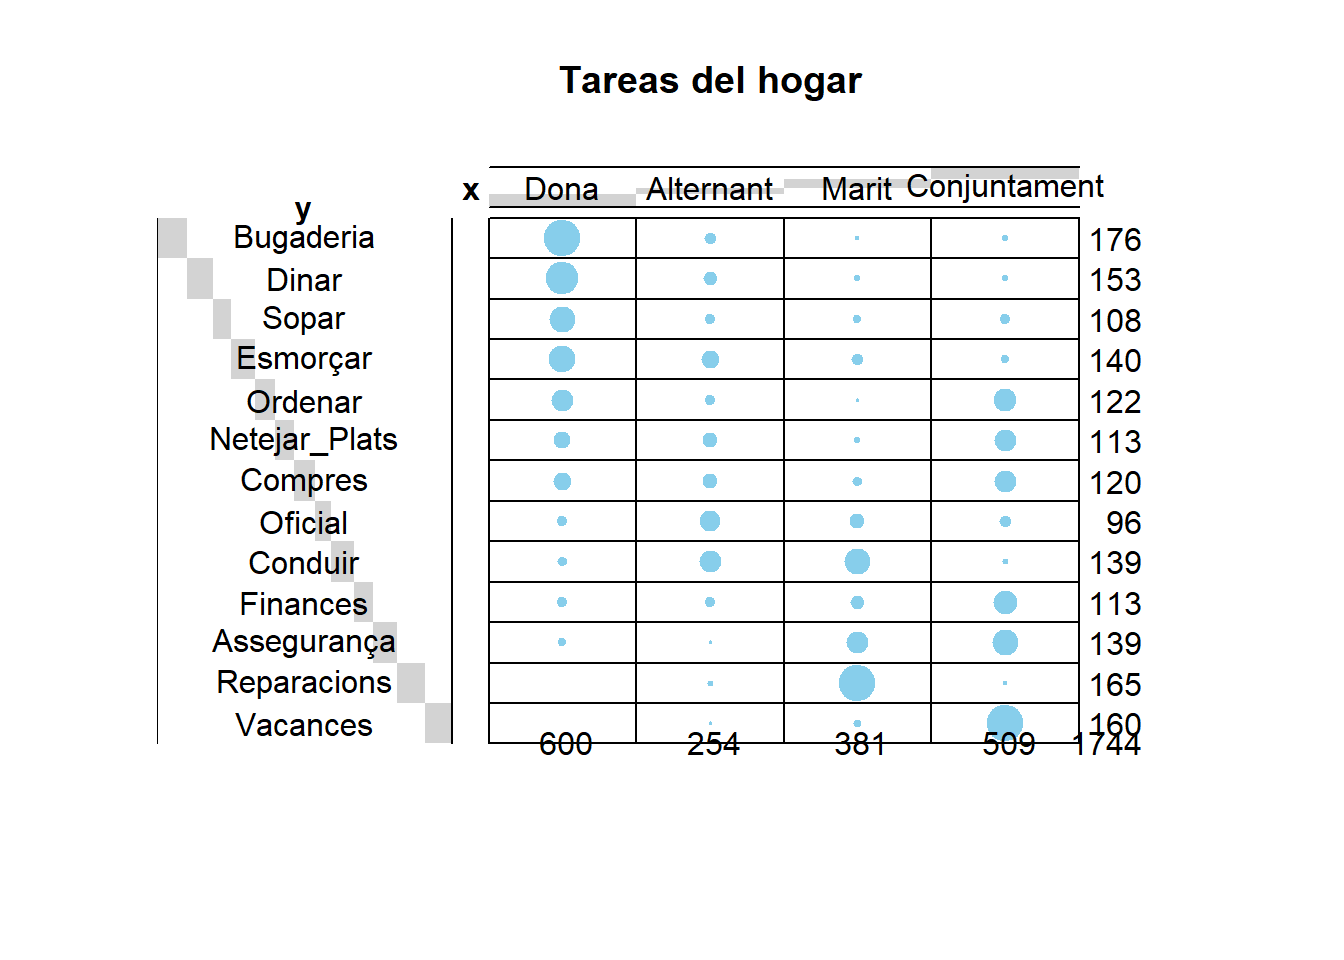 Tareas del hogar
x Dona Alternant Marit Conjuntament
y
Bugaderia 176
Dinar 153
Sopar 108
Esmorçar 140
Ordenar 122
Netejar_Plats 113
Compres 120
Oficial 96
Conduir 139
Finances 113
Assegurança 139
Reparacions 165
Vacances 160
600 254 381 509 1744